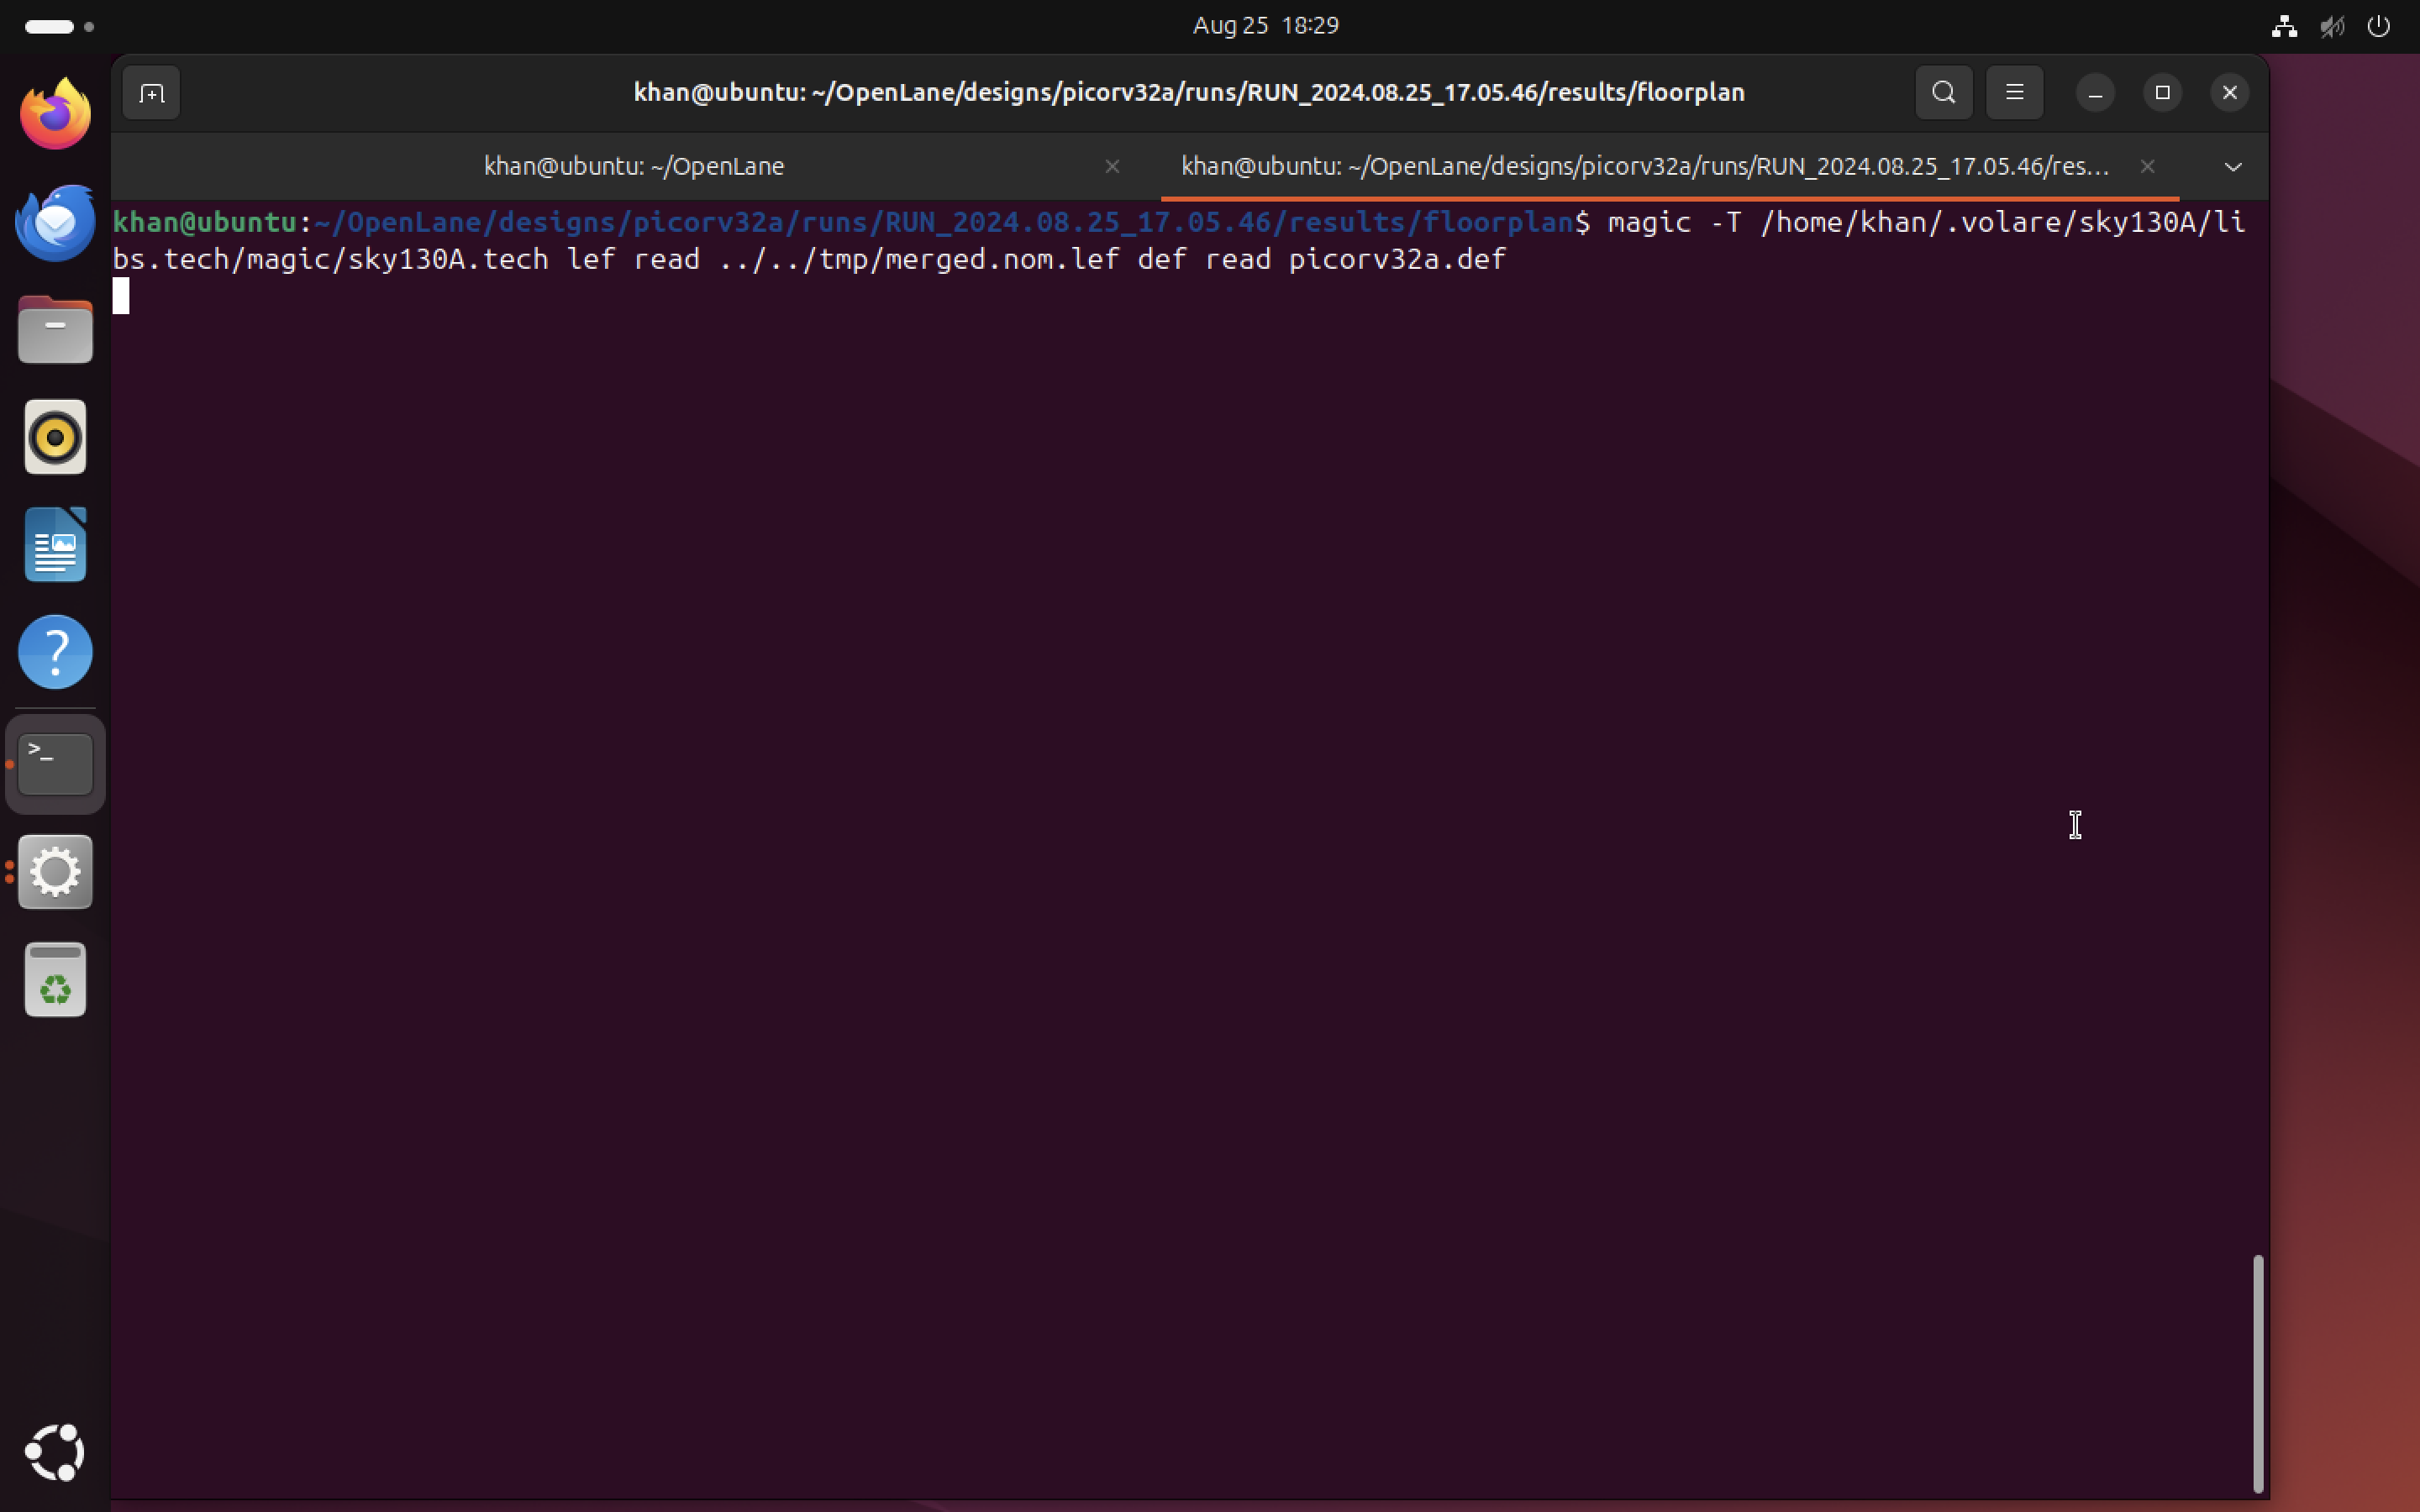 Aug 25 18:29
khan@ubuntu: ~/OpenLane/designs/picorv32a/runs/RUN_2024.08.25_17.05.46/results/floorplan
khan@ubuntu: ~/OpenLane
khan@ubuntu: ~/OpenLane/designs/picorv32a/runs/RUN_2024.08.25_17.05.46/res...
khan@ubuntu:~/OpenLane/designs/picorv32a/runs/RUN_2024.08.25_17.05.46/results/floorplan$ magic -T /home/khan/.volare/sky130A/li
bs.tech/magic/sky130A.tech lef read ../../tmp/merged.nom.lef def read picorv32a.def